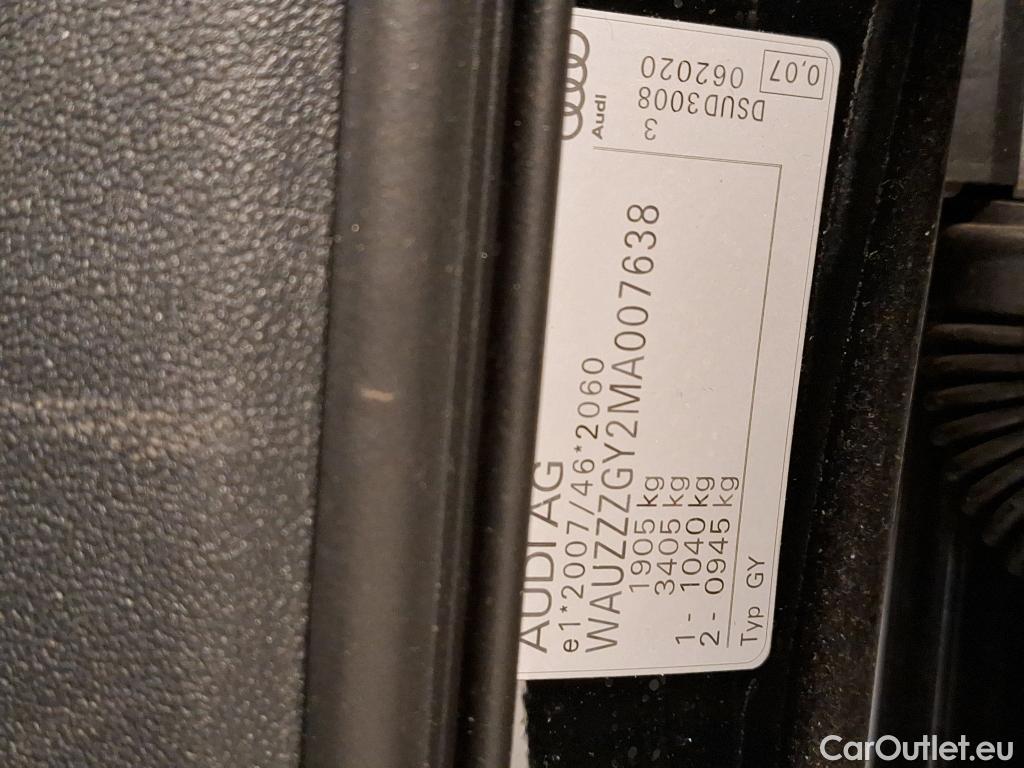 AUDI AG
e1*2007/46*2060
WAUZZZGY2MA007638
1905 kg
3405 kg
1 - 1040 kg
2 - 0945 kg
Typ GY
Audi
3
DSUD3008
062020
0,07
CarOutlet.eu